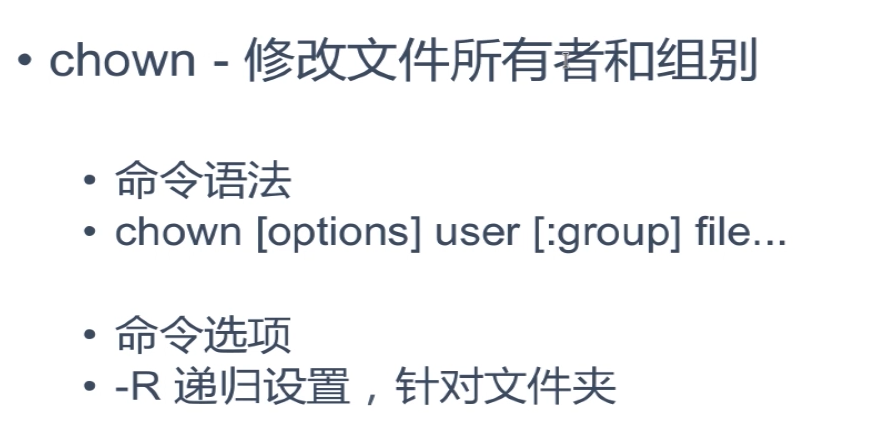 • chown - 修改文件所有者和组别
• 命令语法
• chown [options] user [:group] file...
• 命令选项
• -R 递归设置，针对文件夹